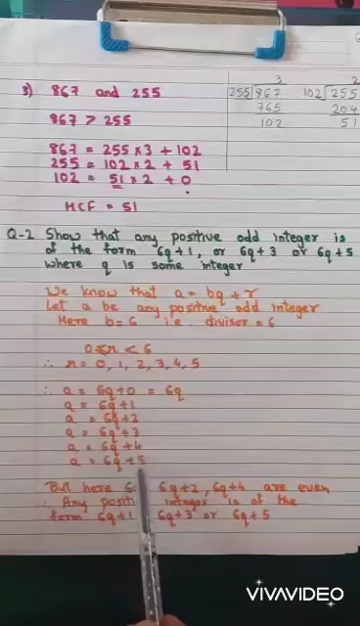 3) 867 and 255
867 > 255
867 = 255 × 3 + 102
255 = 102 × 2 + 51
102 = 51 × 2 + 0
HCF = 51
3
255 867
765
102
2
102 255
204
51
Q-2 Show that any positive odd integer is
of the form 6q+1, or 6q+3 or 6q+5
where q is some integer
We know that a = bq + r
Let a be any positive odd integer
Here b=6 i.e. divisor = 6
0 ≤ r < 6
∴ r = 0, 1, 2, 3, 4, 5
∴ a = 6q+0 = 6q
a = 6q+1
a = 6q+2
a = 6q+3
a = 6q+4
a = 6q+5
But here 6q+2, 6q+4 are even
∴ Any integer is of the
form 6q+1 6q+3 or 6q+5
VIVAVIDEO